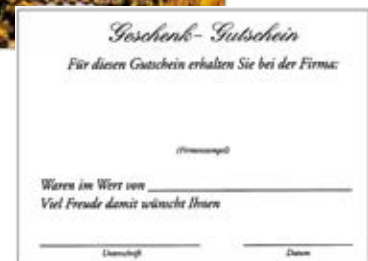 Geschenk- Gutschein
Für diesen Gutschein erhalten Sie bei der Firma:
(Firmenstempel)
Waren im Wert von
Viel Freude damit wünscht Ihnen
Unterschrift Datum